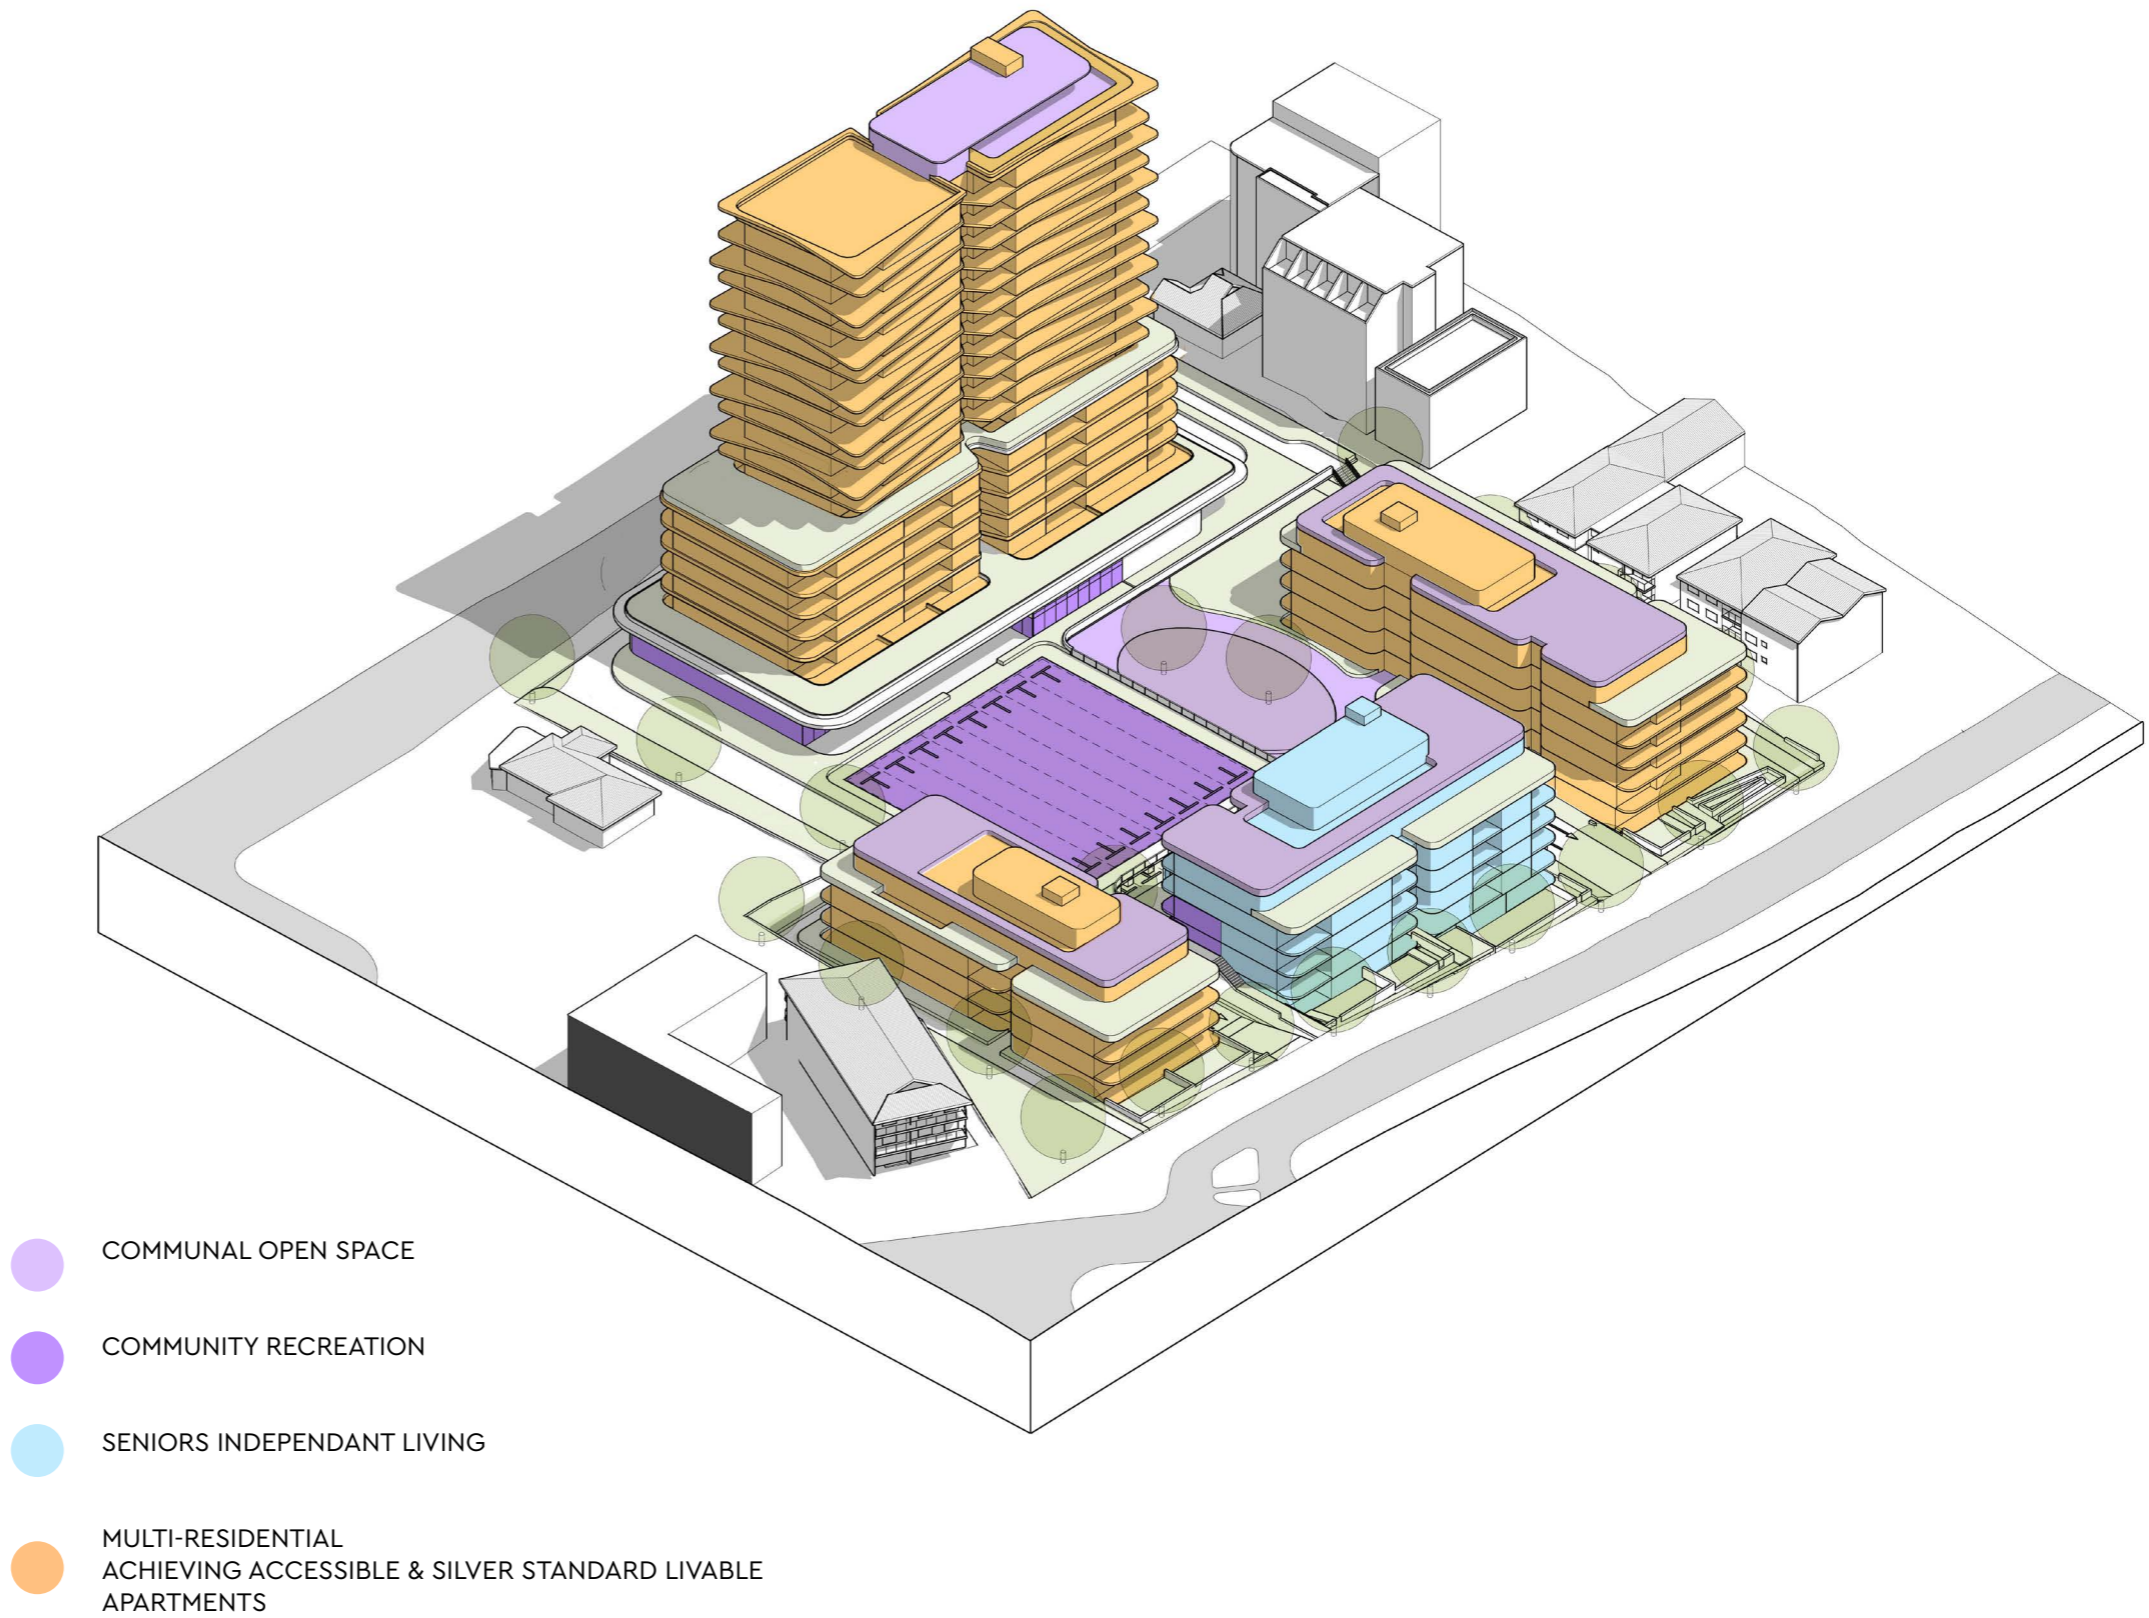 COMMUNAL OPEN SPACE
COMMUNITY RECREATION
SENIORS INDEPENDANT LIVING
MULTI-RESIDENTIAL
ACHIEVING ACCESSIBLE & SILVER STANDARD LIVABLE
APARTMENTS